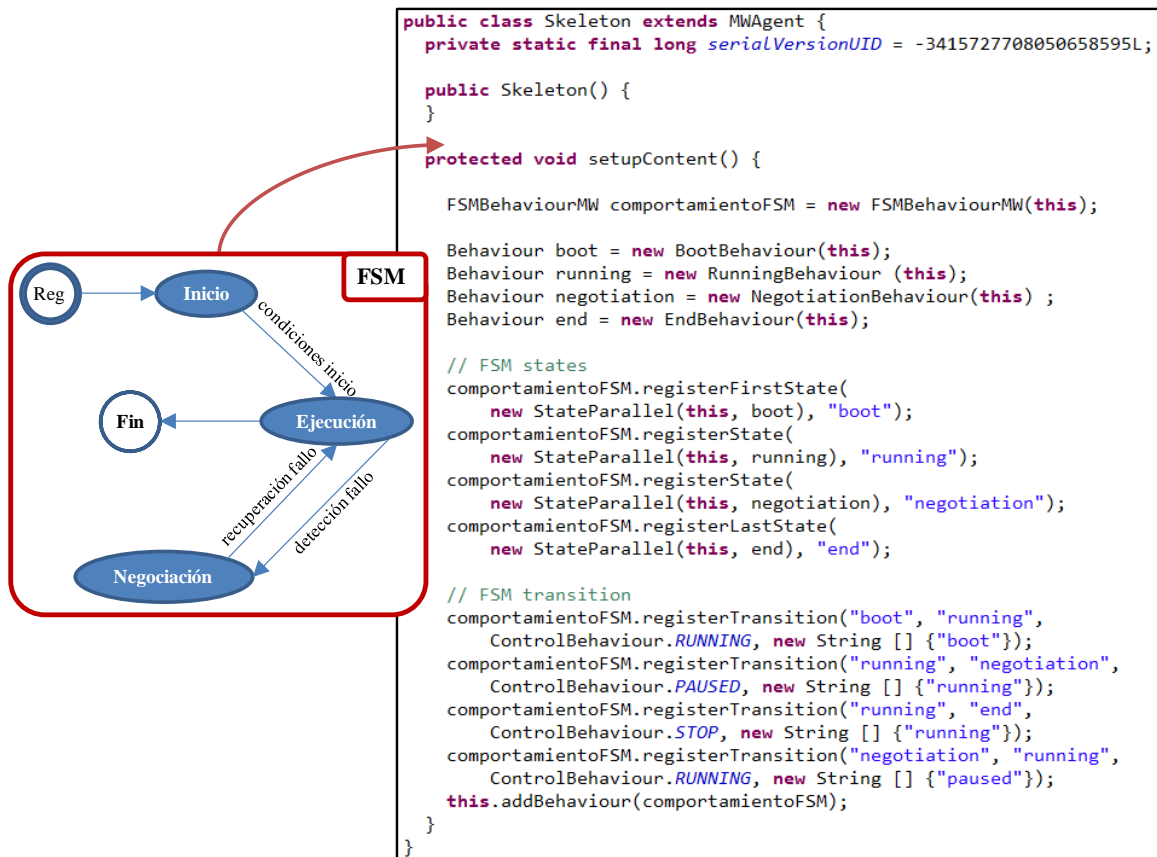 public class Skeleton extends MWAgent {
private static final long serialVersionUID = -3415727708050658595L;
public Skeleton() {
}
protected void setupContent() {
FSMBehaviourMW comportamientoFSM = new FSMBehaviourMW(this);
Behaviour boot = new BootBehaviour(this);
Behaviour running = new RunningBehaviour (this);
Behaviour negotiation = new NegotiationBehaviour(this) ;
Behaviour end = new EndBehaviour(this);
// FSM states
comportamientoFSM.registerFirstState(
new StateParallel(this, boot), "boot");
comportamientoFSM.registerState(
new StateParallel(this, running), "running");
comportamientoFSM.registerState(
new StateParallel(this, negotiation), "negotiation");
comportamientoFSM.registerLastState(
new StateParallel(this, end), "end");
// FSM transition
comportamientoFSM.registerTransition("boot", "running",
ControlBehaviour.RUNNING, new String [] {"boot"});
comportamientoFSM.registerTransition("running", "negotiation",
ControlBehaviour.PAUSED, new String [] {"running"});
comportamientoFSM.registerTransition("running", "end",
ControlBehaviour.STOP, new String [] {"running"});
comportamientoFSM.registerTransition("negotiation", "running",
ControlBehaviour.RUNNING, new String [] {"paused"});
this.addBehaviour(comportamientoFSM);
}
}
FSM
Reg
Inicio
condiciones inicio
Fin
Ejecución
recuperación fallo
detección fallo
Negociación